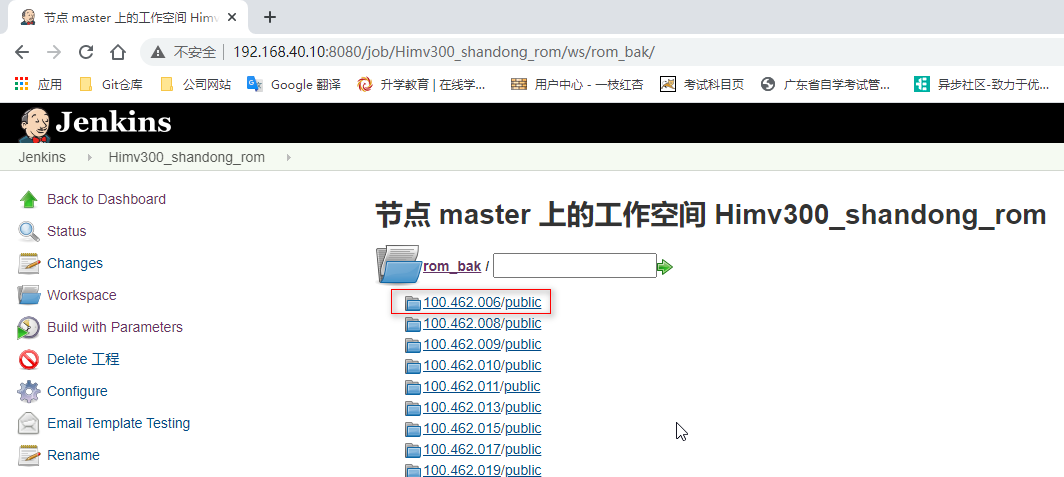 节点 master 上的工作空间 Himv
不安全 192.168.40.10:8080/job/Himv300_shandong_rom/ws/rom_bak/
应用 Git仓库 公司网站 Google 翻译 升学教育 | 在线学... 用户中心 - 一枝红杏 考试科目页 广东省自学考试管... 异步社区-致力于优...
Jenkins
Jenkins Himv300_shandong_rom
Back to Dashboard
Status
Changes
Workspace
Build with Parameters
Delete 工程
Configure
Email Template Testing
Rename
节点 master 上的工作空间 Himv300_shandong_rom
rom_bak /
100.462.006/public
100.462.008/public
100.462.009/public
100.462.010/public
100.462.011/public
100.462.013/public
100.462.015/public
100.462.017/public
100.462.019/public